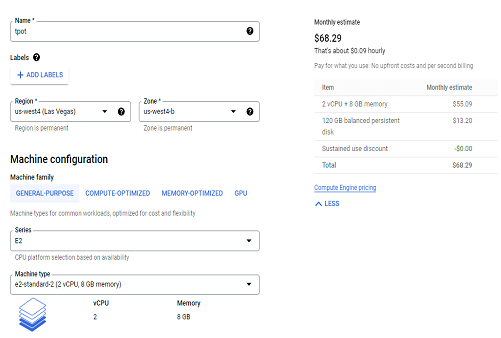 Name *
tpot
Labels
+ ADD LABELS
Region *
us-west4 (Las Vegas)
Region is permanent
Zone *
us-west4-b
Zone is permanent
Machine configuration
Machine family
GENERAL-PURPOSE COMPUTE-OPTIMIZED MEMORY-OPTIMIZED GPU
Machine types for common workloads, optimized for cost and flexibility
Series
E2
CPU platform selection based on availability
Machine type
e2-standard-2 (2 vCPU, 8 GB memory)
vCPU Memory
2 8 GB
Monthly estimate
$68.29
That's about $0.09 hourly
Pay for what you use: No upfront costs and per second billing
Item Monthly estimate
2 vCPU + 8 GB memory $55.09
120 GB balanced persistent $13.20
disk
Sustained use discount -$0.00
Total $68.29
Compute Engine pricing
LESS